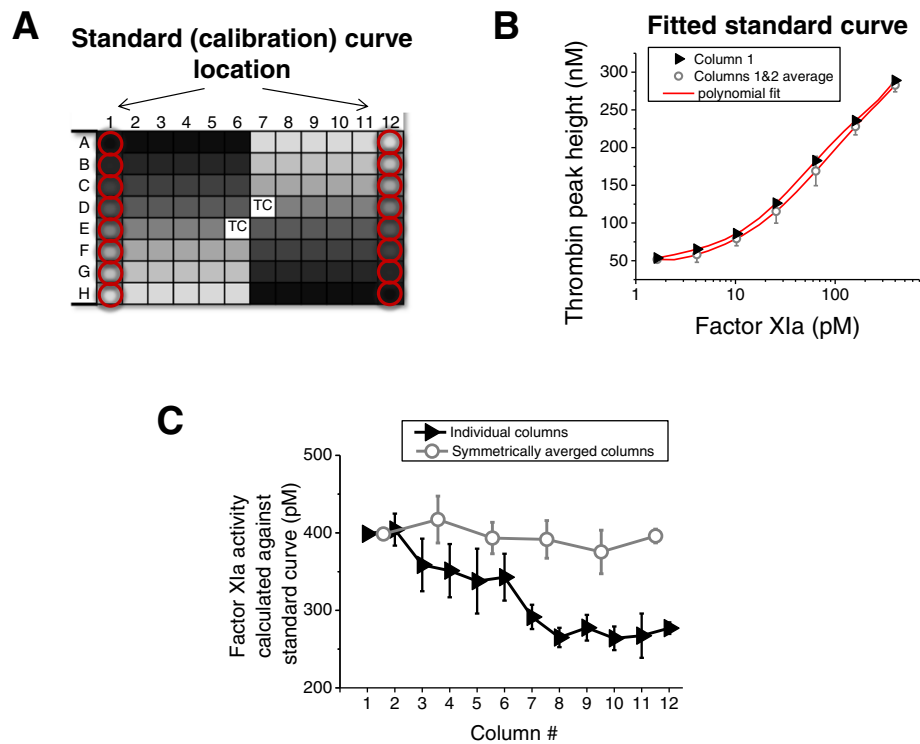 A
Standard (calibration) curve
location
1 2 3 4 5 6 7 8 9 10 11 12
A
B
C
D
TC
E
TC
F
G
H
B
Fitted standard curve
Column 1
Columns 1&2 average
polynomial fit
Thrombin peak height (nM)
300
250
200
150
100
50
1 10 100
Factor XIa (pM)
C
Individual columns
Symmetrically averged columns
Factor XIa activity
calculated against
standard curve (pM)
500
400
300
200
1 2 3 4 5 6 7 8 9 10 11 12
Column #